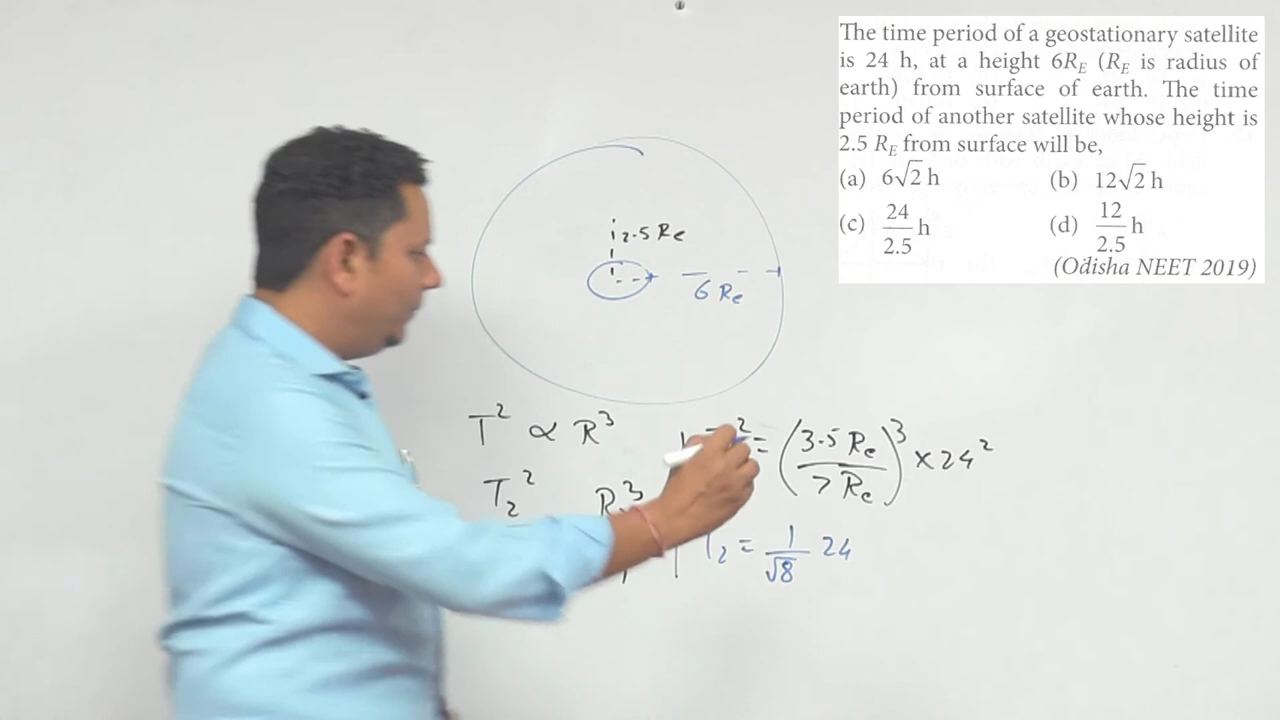 The time period of a geostationary satellite
is 24 h, at a height 6R_E (R_E is radius of
earth) from surface of earth. The time
period of another satellite whose height is
2.5 R_E from surface will be,
(a) 6√2 h (b) 12√2 h
(c) 24/2.5 h (d) 12/2.5 h
(Odisha NEET 2019)
2.5 Re
6 Re
T² ∝ R³
T₂² R³
² = (3.5 Re / 7 Re)³ × 24²
T₂ = 1/√8 24